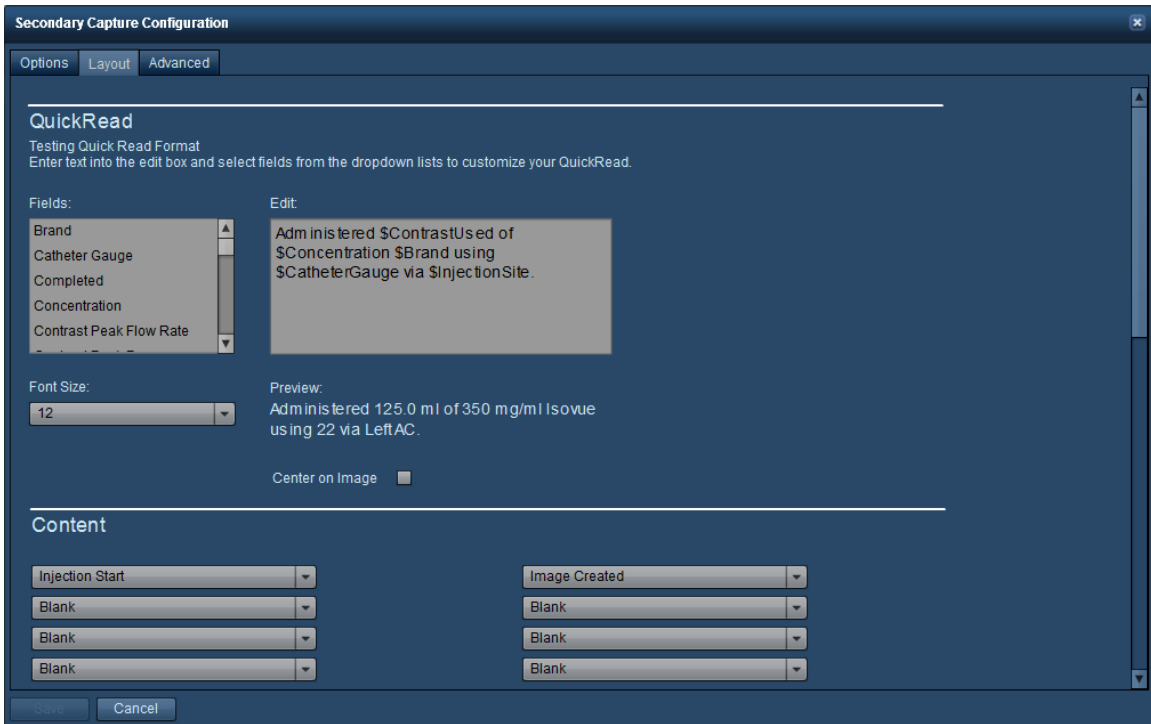 Secondary Capture Configuration
Options Layout Advanced
QuickRead
Testing Quick Read Format
Enter text into the edit box and select fields from the dropdown lists to customize your QuickRead.
Fields:
Brand
Catheter Gauge
Completed
Concentration
Contrast Peak Flow Rate
Edit:
Administered $ContrastUsed of
$Concentration $Brand using
$CatheterGauge via $InjectionSite.
Font Size:
12
Preview:
Administered 125.0 ml of 350 mg/ml Isovue
using 22 via LeftAC.
Center on Image
Content
Injection Start Image Created
Blank Blank
Blank Blank
Blank Blank
Save Cancel